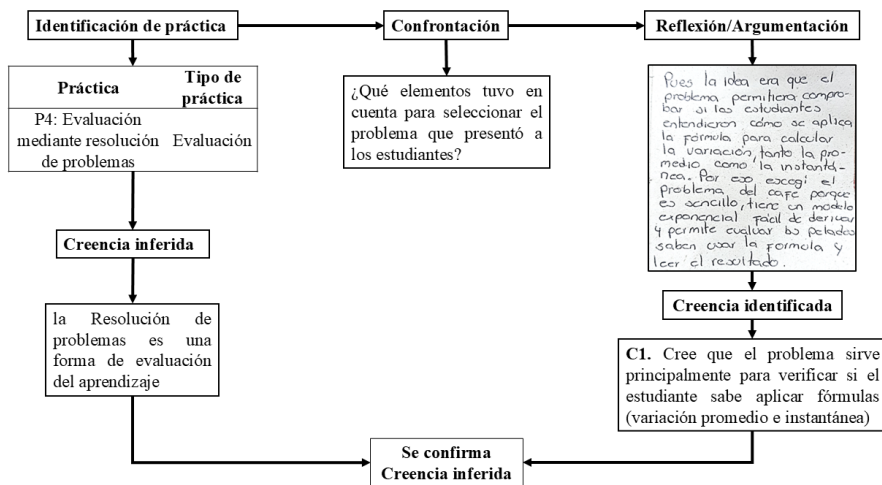 Identificación de práctica
Confrontación
Reflexión/Argumentación
Práctica
Tipo de
práctica
P4: Evaluación
mediante resolución
de problemas
Evaluación
¿Qué elementos tuvo en
cuenta para seleccionar el
problema que presentó a
los estudiantes?
Pues la idea era que el
problema permitiera compro-
bar si los estudiantes
entendieron cómo se aplica
la fórmula para calcular
la variación, tanto la pro-
medio como la instantá-
nea. Por eso escogí el
problema del café porque
es sencillo, tiene un modelo
exponencial fácil de derivar
y permite evaluar los pelados
saben usar la formula y
leer el resultado.
Creencia inferida
la Resolución de
problemas es una
forma de evaluación
del aprendizaje
Creencia identificada
C1. Cree que el problema sirve
principalmente para verificar si el
estudiante sabe aplicar fórmulas
(variación promedio e instantánea)
Se confirma
Creencia inferida